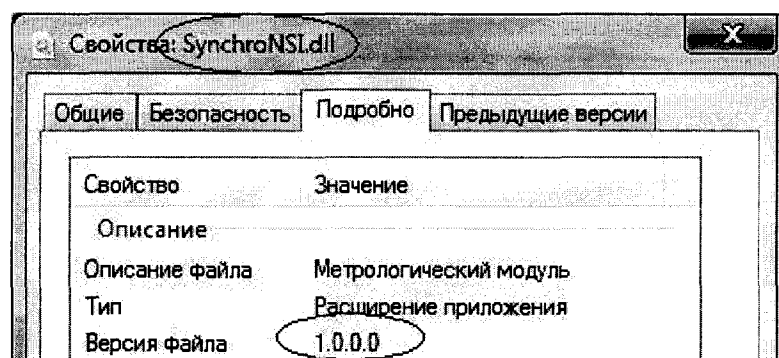 Свойства: SynchroNSI.dll
Общие Безопасность Подробно Предыдущие версии
Свойство Значение
Описание
Описание файла Метрологический модуль
Тип Расширение приложения
Версия файла 1.0.0.0